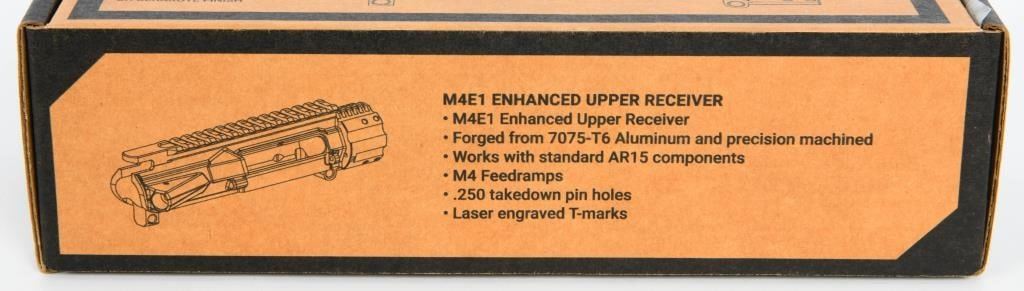 M4E1 ENHANCED UPPER RECEIVER
• M4E1 Enhanced Upper Receiver
• Forged from 7075-T6 Aluminum and precision machined
• Works with standard AR15 components
• M4 Feedramps
• .250 takedown pin holes
• Laser engraved T-marks